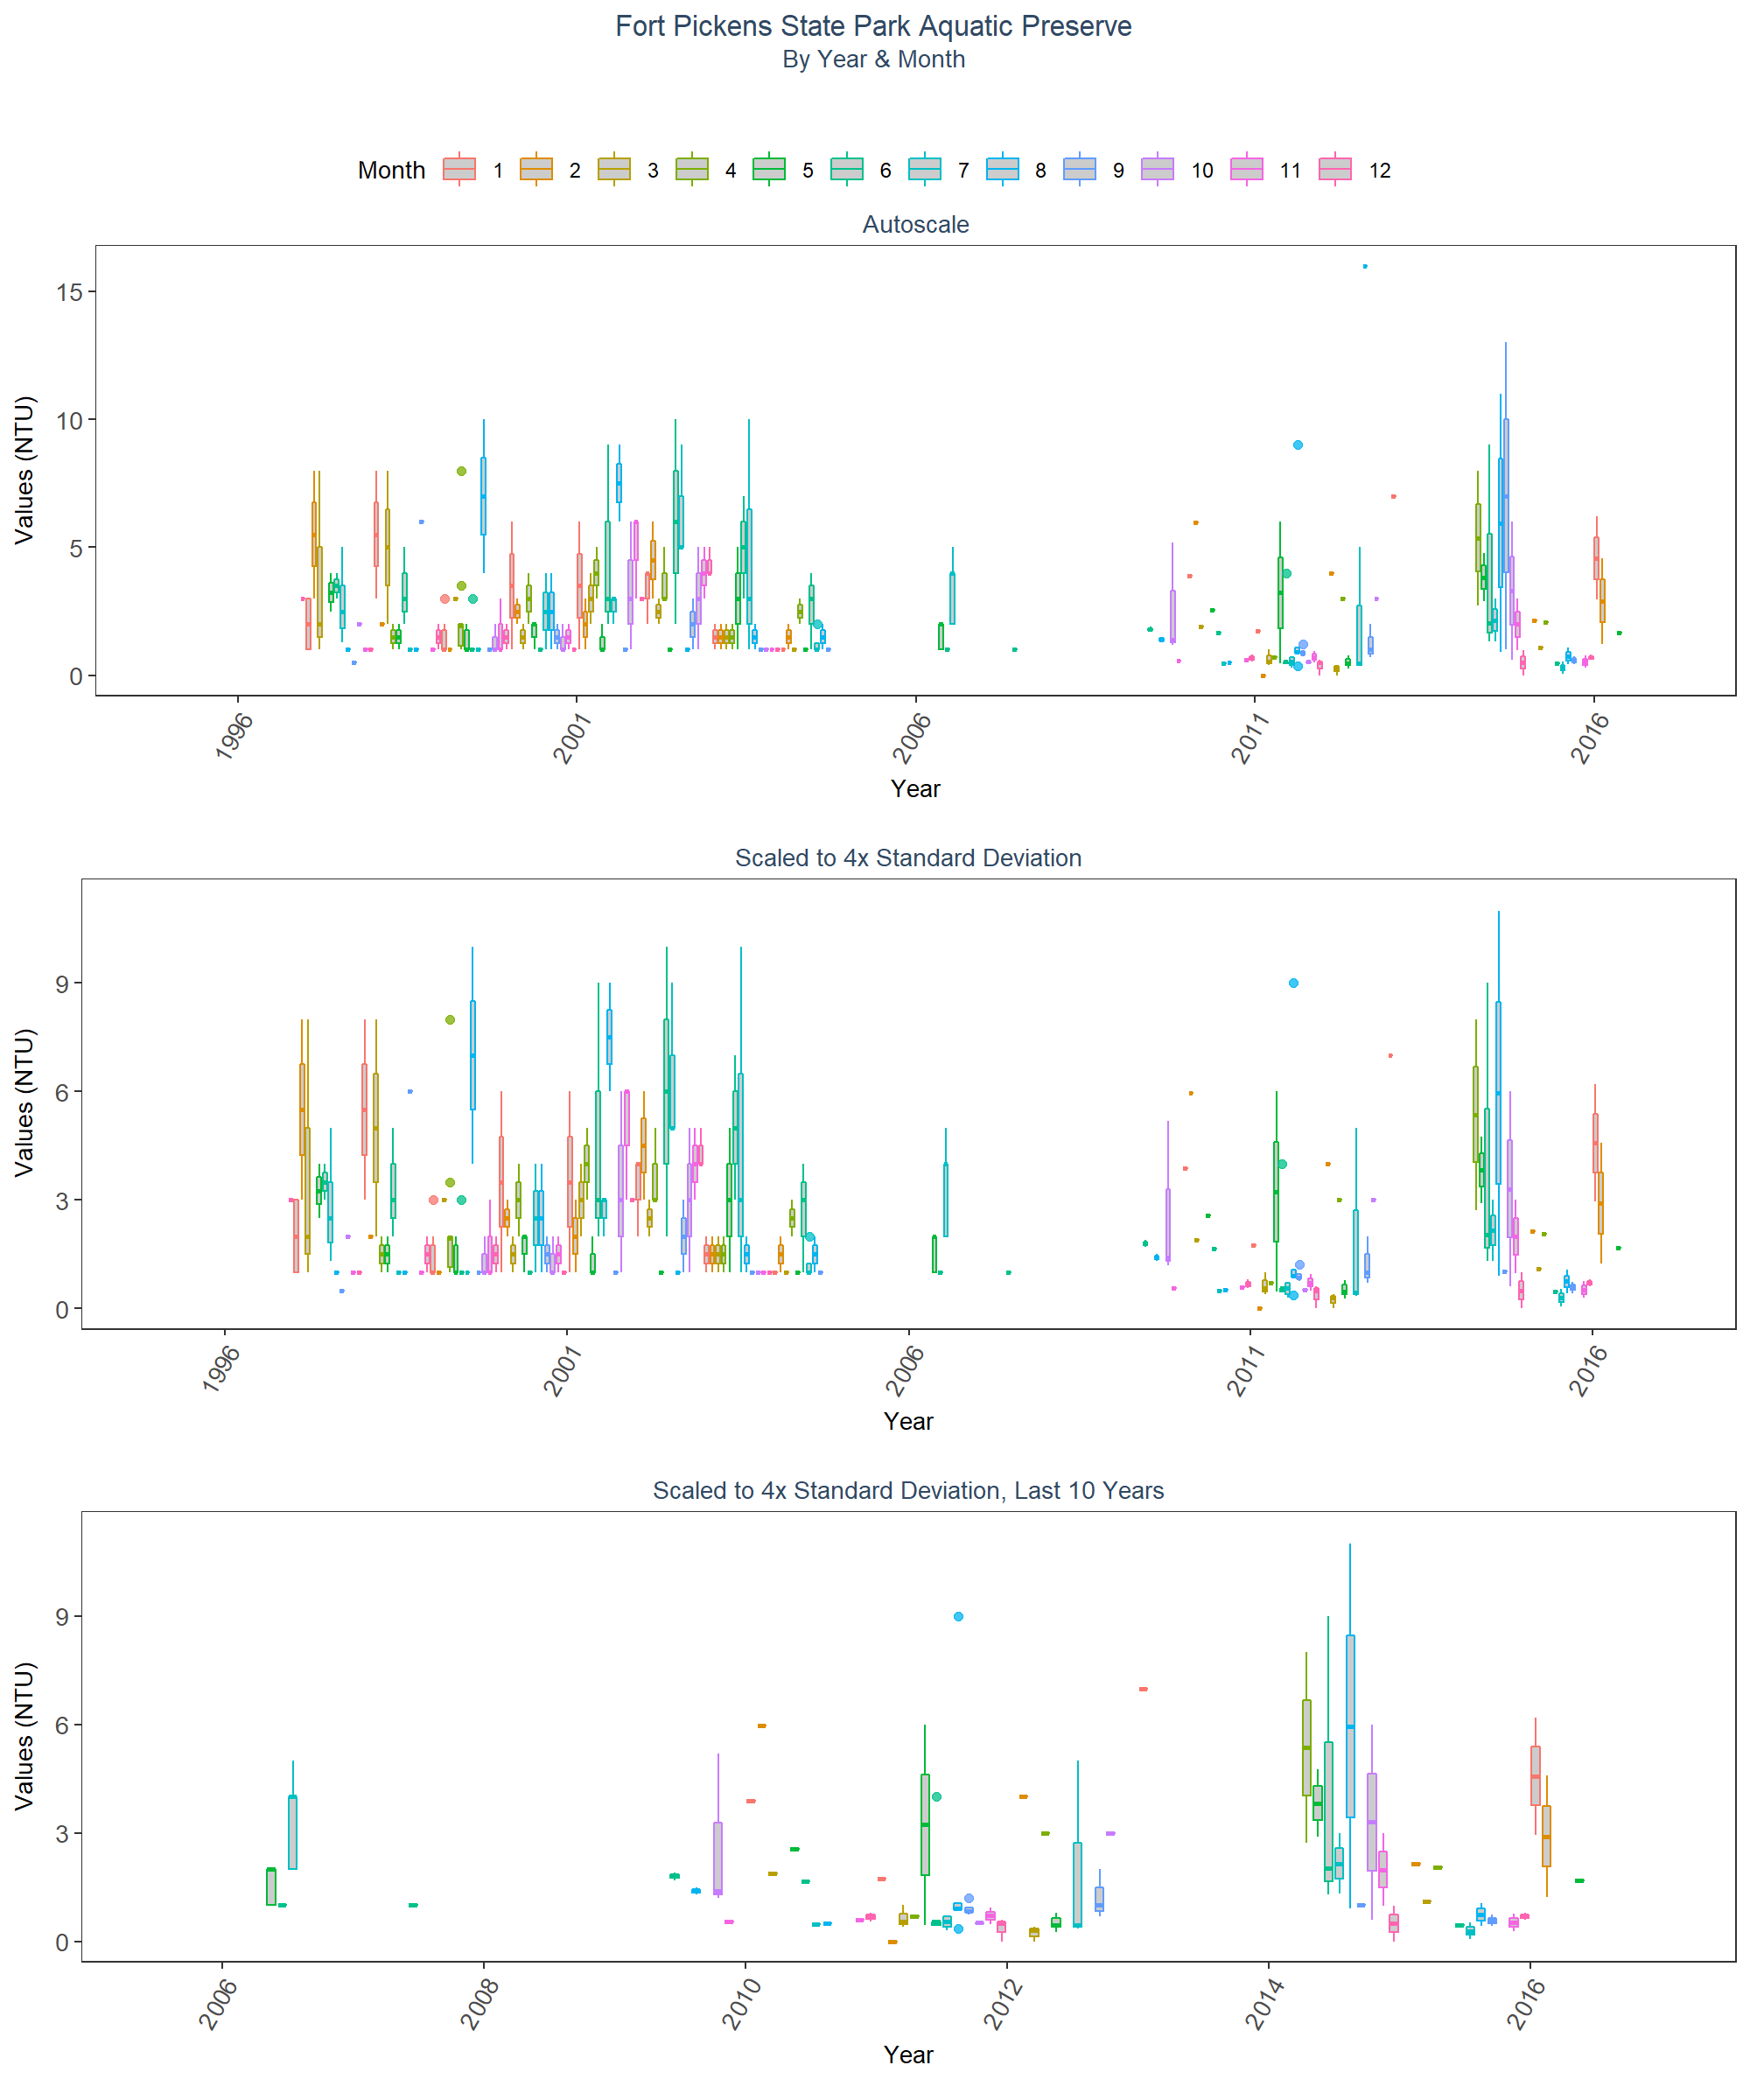 Fort Pickens State Park Aquatic Preserve
By Year & Month
Month 1 2 3 4 5 6 7 8 9 10 11 12
Autoscale
Values (NTU)
15
10
5
0
1996 2001 2006 2011 2016
Year
Scaled to 4x Standard Deviation
Values (NTU)
9
6
3
0
1996 2001 2006 2011 2016
Year
Scaled to 4x Standard Deviation, Last 10 Years
Values (NTU)
9
6
3
0
2006 2008 2010 2012 2014 2016
Year